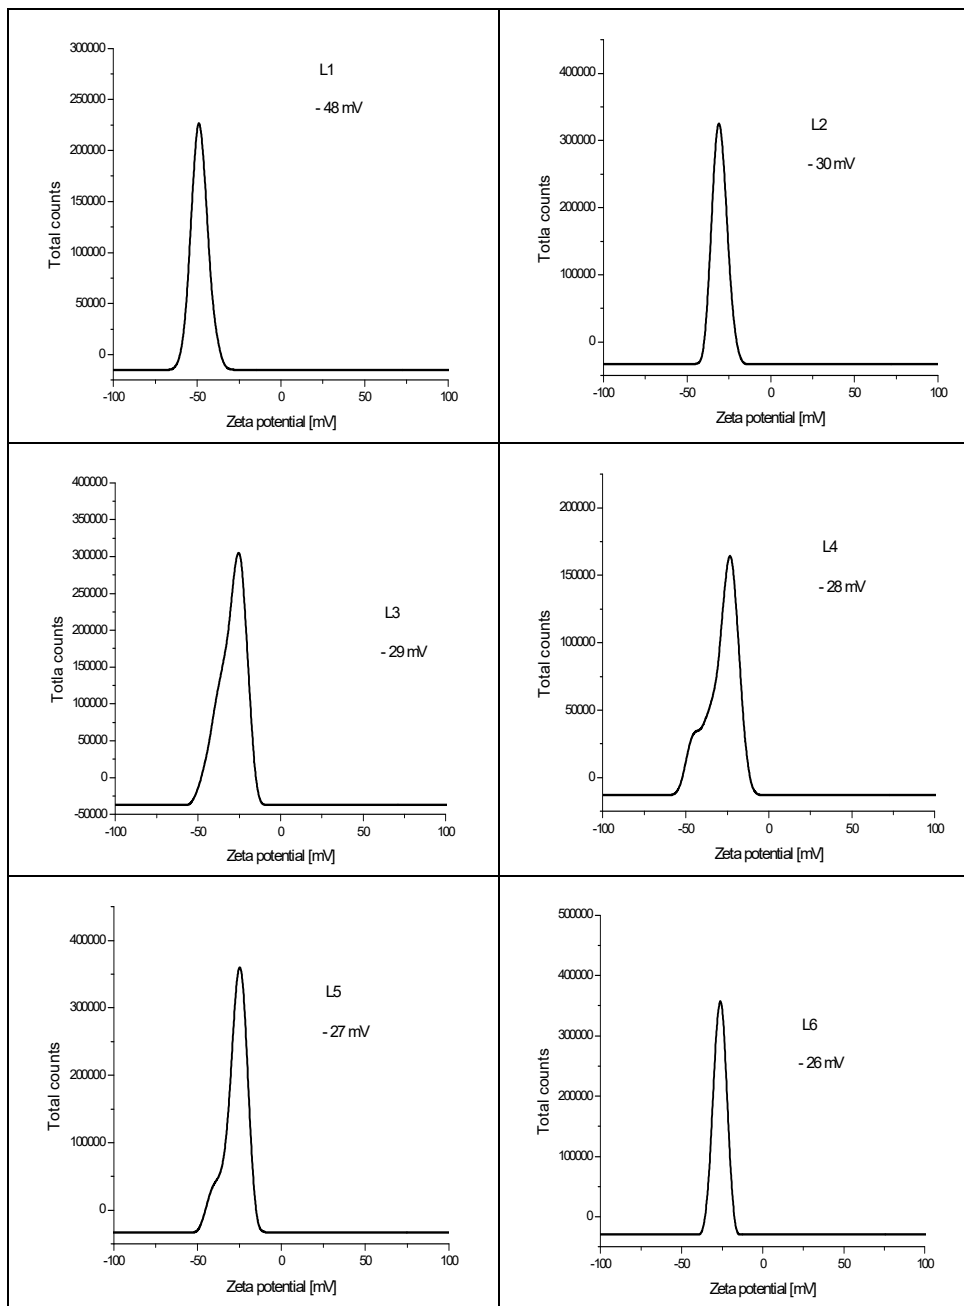 300000
250000
200000
150000
100000
50000
0
Total counts
L1
- 48 mV
-100 -50 0 50 100
Zeta potential [mV]
400000
300000
200000
100000
0
Totla counts
L2
- 30 mV
-100 -50 0 50 100
Zeta potential [mV]
400000
350000
300000
250000
200000
150000
100000
50000
0
-50000
Totla counts
L3
- 29 mV
-100 -50 0 50 100
Zeta potential [mV]
200000
150000
100000
50000
0
Total counts
L4
- 28 mV
-100 -50 0 50 100
Zeta potential [mV]
400000
300000
200000
100000
0
Total counts
L5
- 27 mV
-100 -50 0 50 100
Zeta potential [mV]
500000
400000
300000
200000
100000
0
Total counts
L6
- 26 mV
-100 -50 0 50 100
Zeta potential [mV]